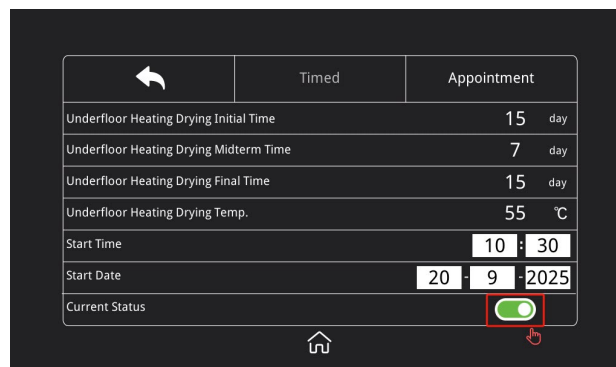 Timed Appointment
Underfloor Heating Drying Initial Time 15 day
Underfloor Heating Drying Midterm Time 7 day
Underfloor Heating Drying Final Time 15 day
Underfloor Heating Drying Temp. 55 ℃
Start Time 10 : 30
Start Date 20 - 9 - 2025
Current Status